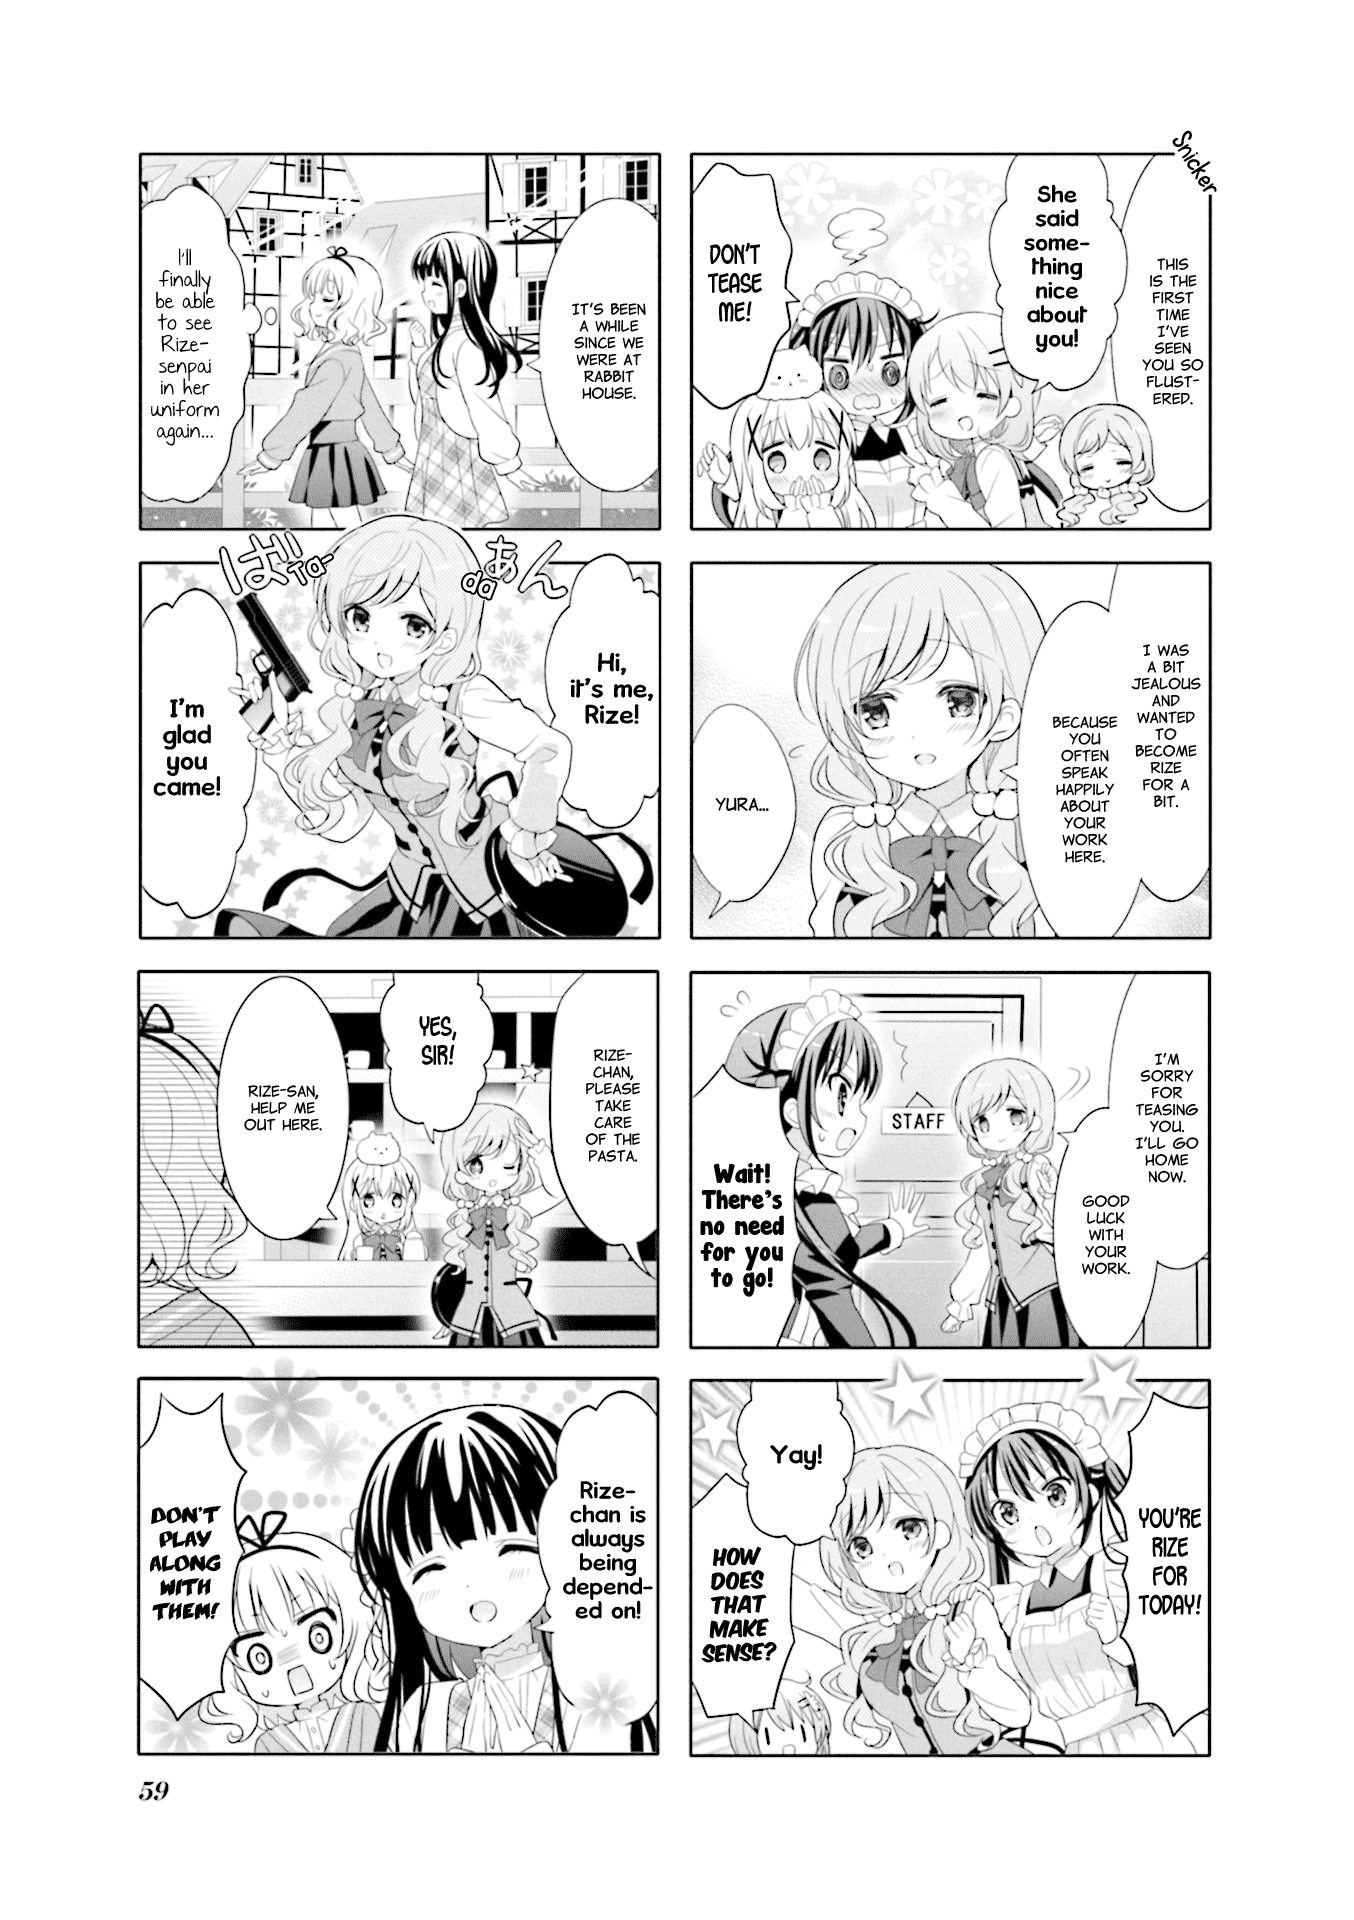 Snicker
THIS
IS THE
FIRST
TIME
I'VE
SEEN
YOU SO
FLUST-
ERED.
She
said
some-
thing
nice
about
you!
DON'T
TEASE
ME!
I WAS
A BIT
JEALOUS
AND
WANTED
TO
BECOME
RIZE
FOR A
BIT.
BECAUSE
YOU
OFTEN
SPEAK
HAPPILY
ABOUT
YOUR
WORK
HERE.
YURA...
I'M
SORRY
FOR
TEASING
YOU.
I'LL GO
HOME
NOW.
GOOD
LUCK
WITH
YOUR
WORK.
STAFF
Wait!
There's
no need
for you
to go!
YOU'RE
RIZE
FOR
TODAY!
Yay!
HOW
DOES
THAT
MAKE
SENSE?
IT'S BEEN
A WHILE
SINCE WE
WERE AT
RABBIT
HOUSE.
I'll
finally
be able
to see
Rize-
senpai
in her
uniform
again...
ばぁん
Ta-
da
Hi,
it's me,
Rize!
I'm
glad
you
came!
RIZE-
CHAN,
PLEASE
TAKE
CARE
OF THE
PASTA.
YES,
SIR!
RIZE-SAN,
HELP ME
OUT HERE.
Rize-
chan is
always
being
depend-
ed on!
DON'T
PLAY
ALONG
WITH
THEM!
59